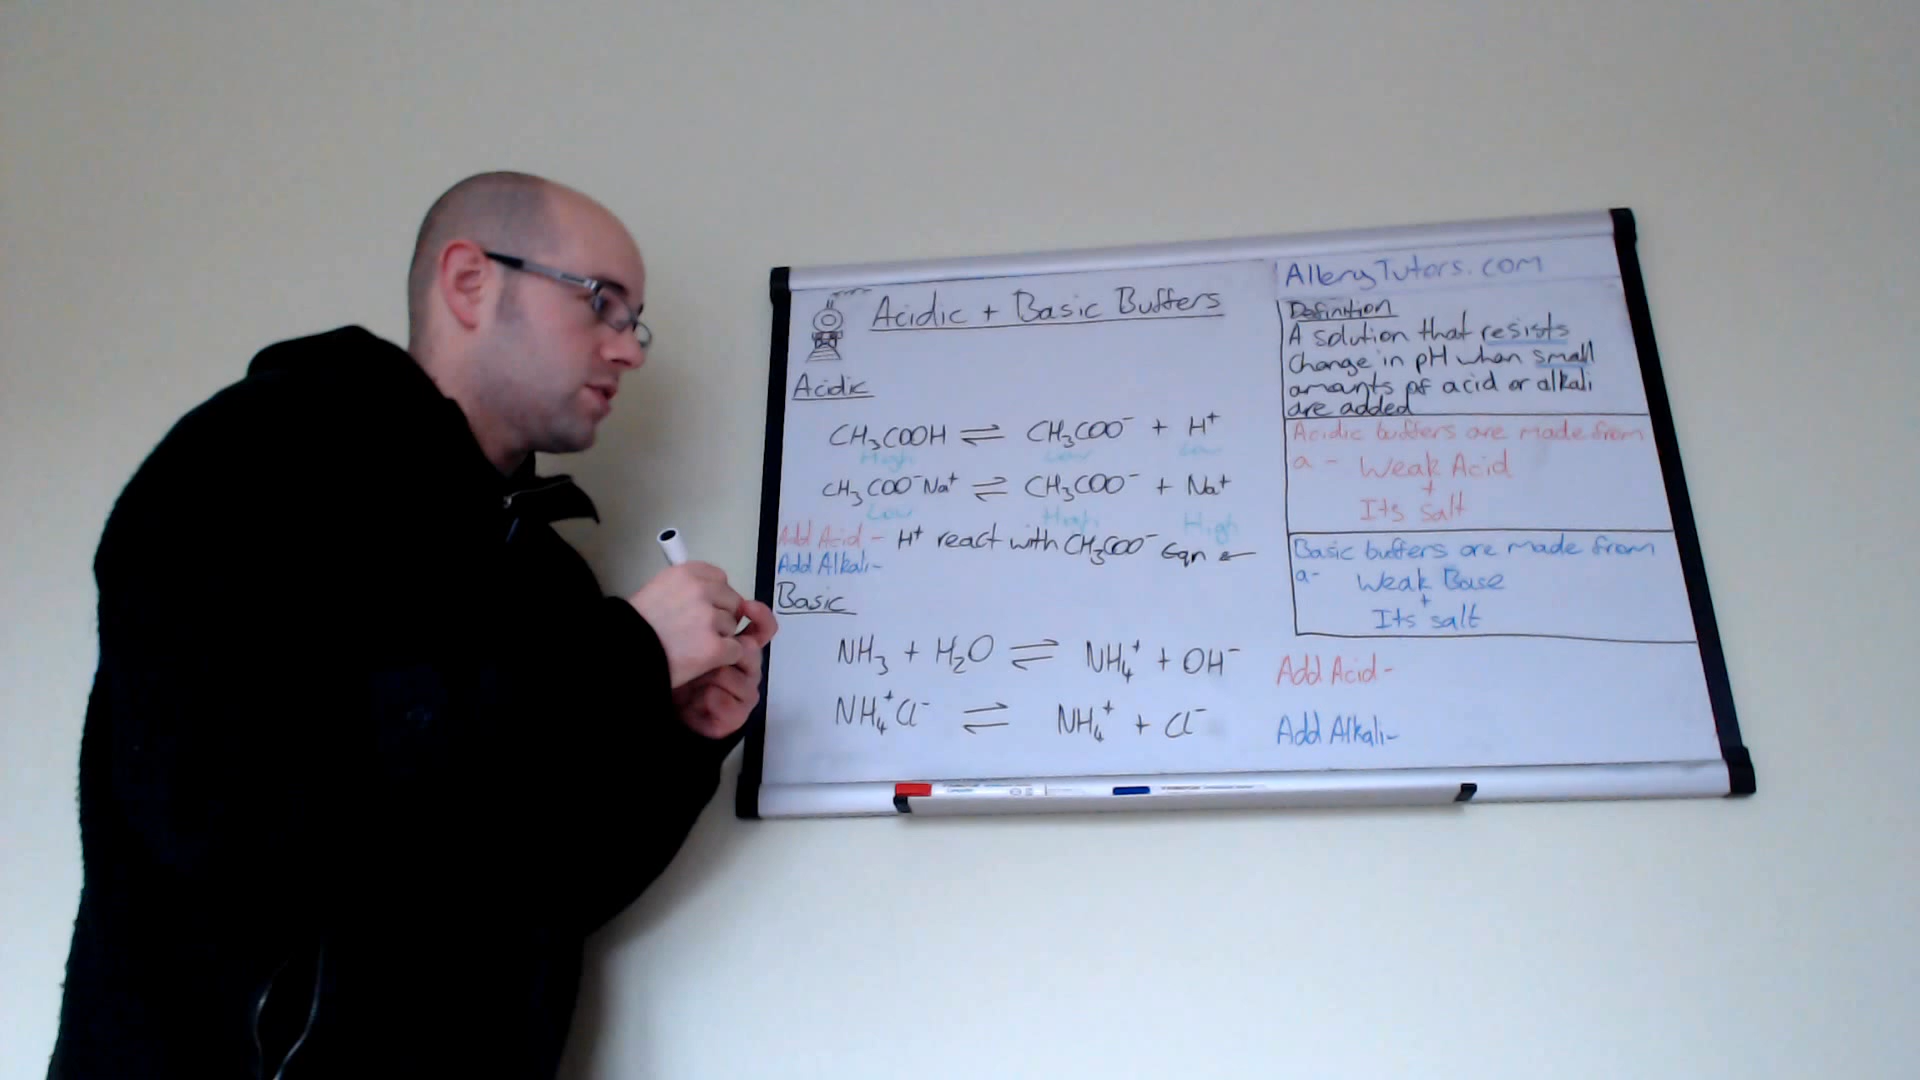 Acidic + Basic Buffers
Acidic
CH₃COOH ⇌ CH₃COO⁻ + H⁺
High Low Low
CH₃COO⁻Na⁺ ⇌ CH₃COO⁻ + Na⁺
Low High High
Add Acid - H⁺ react with CH₃COO⁻ Eqn ←
Add Alkali-
Basic
NH₃ + H₂O ⇌ NH₄⁺ + OH⁻
NH₄⁺Cl⁻ ⇌ NH₄⁺ + Cl⁻
AlleryTutors.com
Definition
A solution that resists
change in pH when small
amounts of acid or alkali
are added
Acidic buffers are made from
a - Weak Acid
+
Its salt
Basic buffers are made from
a- Weak Base
+
Its salt
Add Acid-
Add Alkali-